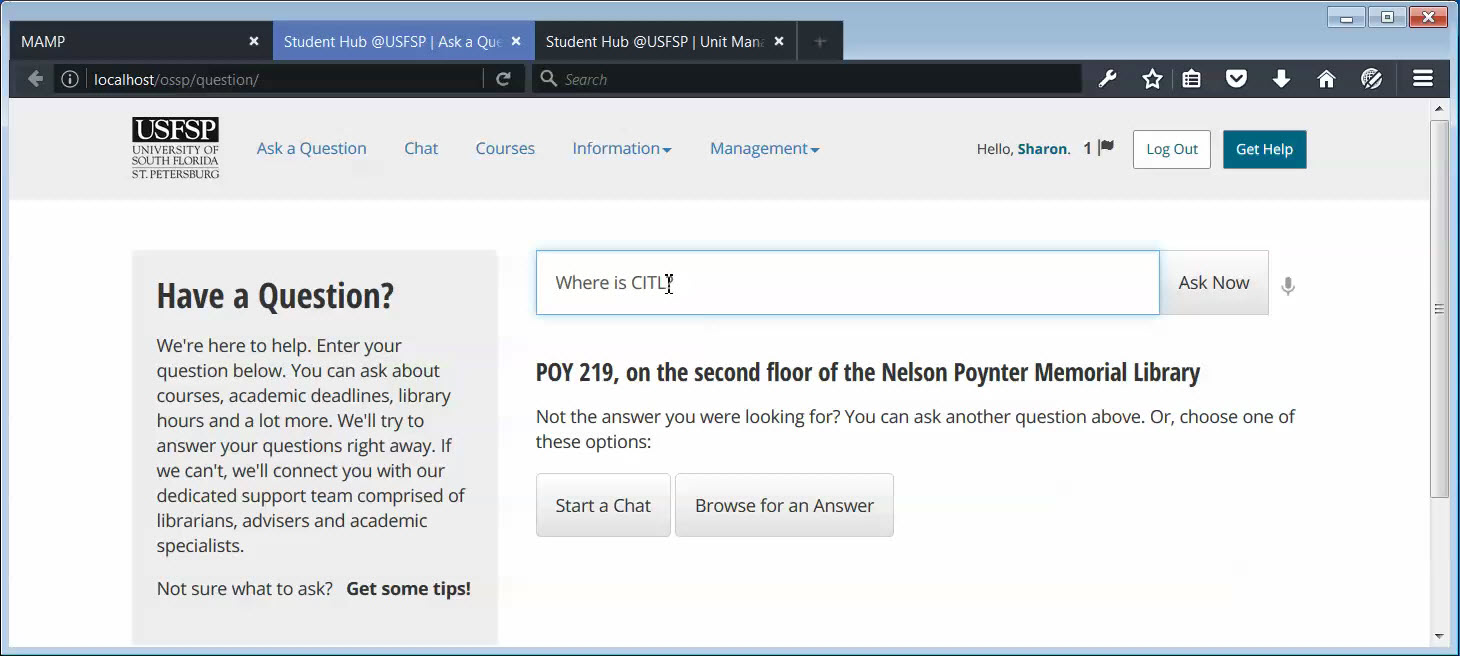 MAMP
Student Hub @USFSP | Ask a Que
Student Hub @USFSP | Unit Mana
localhost/ossp/question/
Search
USFSP
UNIVERSITY OF
SOUTH FLORIDA
ST. PETERSBURG
Ask a Question
Chat
Courses
Information
Management
Hello, Sharon.
1
Log Out
Get Help
Have a Question?
We're here to help. Enter your
question below. You can ask about
courses, academic deadlines, library
hours and a lot more. We'll try to
answer your questions right away. If
we can't, we'll connect you with our
dedicated support team comprised of
librarians, advisers and academic
specialists.
Not sure what to ask? Get some tips!
Where is CITL?
Ask Now
POY 219, on the second floor of the Nelson Poynter Memorial Library
Not the answer you were looking for? You can ask another question above. Or, choose one of
these options:
Start a Chat
Browse for an Answer